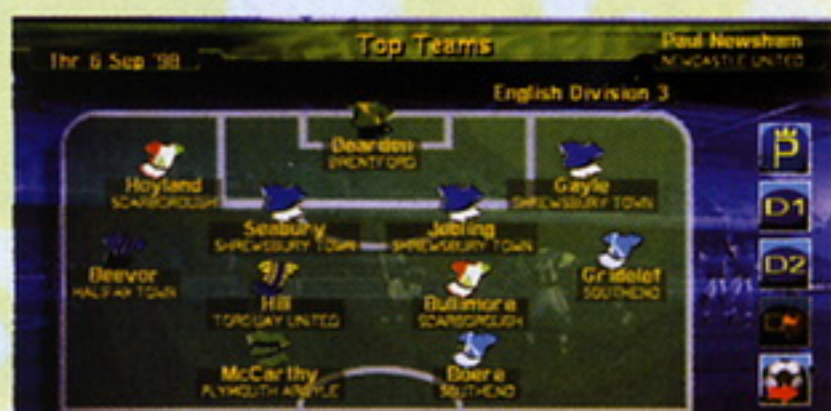 Thr 6 Sep '98
Top Teams
Paul Newsham
NEWCASTLE UNITED
English Division 3
Dearden
BRENTFORD
Hoyland
SCARBOROUGH
Gayle
SHREWSBURY TOWN
Seabury
SHREWSBURY TOWN
Jobling
SHREWSBURY TOWN
Beevor
HALIFAX TOWN
Gridelet
SOUTHEND
Hill
TORQUAY UNITED
Bullimore
SCARBOROUGH
McCarthy
PLYMOUTH ARGYLE
Boere
SOUTHEND
P
D1
D2